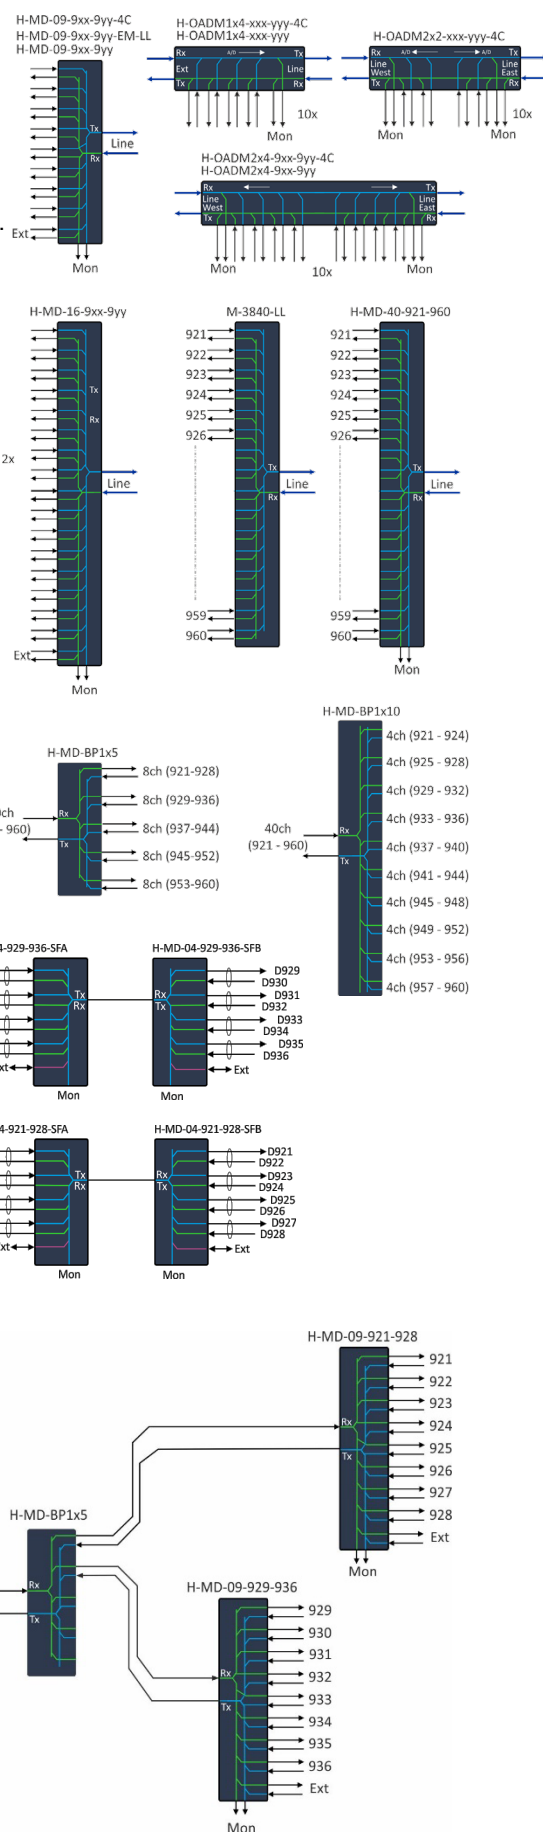 H-MD-09-9xx-9yy-4C
H-MD-09-9xx-9yy-EM-LL
H-MD-09-9xx-9yy
Tx
Line
Rx
Ext
Mon
H-OADM1x4-xxx-yyy-4C
H-OADM1x4-xxx-yyy
Rx
A/D
Tx
Ext
Line
Tx
Rx
10x
Mon
H-OADM2x2-xxx-yyy-4C
Rx
A/D
A/D
Tx
Line
West
Line
East
Tx
Rx
10x
Mon
Mon
H-OADM2x4-9xx-9yy-4C
H-OADM2x4-9xx-9yy
Rx
Tx
Line
West
Line
East
Tx
Rx
Mon
10x
Mon
H-MD-16-9xx-9yy
Tx
Rx
2x
Line
Ext
Mon
M-3840-LL
921
922
923
924
925
926
Tx
Line
Rx
959
960
H-MD-40-921-960
921
922
923
924
925
926
Tx
Line
Rx
959
960
Mon
H-MD-BP1x5
8ch (921-928)
8ch (929-936)
8ch (937-944)
8ch (945-952)
8ch (953-960)
Rx
Tx
ch
- 960)
H-MD-BP1x10
4ch (921 - 924)
4ch (925 - 928)
4ch (929 - 932)
4ch (933 - 936)
4ch (937 - 940)
4ch (941 - 944)
4ch (945 - 948)
4ch (949 - 952)
4ch (953 - 956)
4ch (957 - 960)
40ch
(921 - 960)
Rx
Tx
4-929-936-SFA
Tx
Rx
xt
Mon
H-MD-04-929-936-SFB
Rx
Tx
D929
D930
D931
D932
D933
D934
D935
D936
Ext
Mon
4-921-928-SFA
Tx
Rx
xt
Mon
H-MD-04-921-928-SFB
Rx
Tx
D921
D922
D923
D924
D925
D926
D927
D928
Ext
Mon
H-MD-09-921-928
921
922
923
924
925
926
927
928
Ext
Rx
Tx
Mon
H-MD-BP1x5
Rx
Tx
H-MD-09-929-936
929
930
931
932
933
934
935
936
Ext
Rx
Tx
Mon